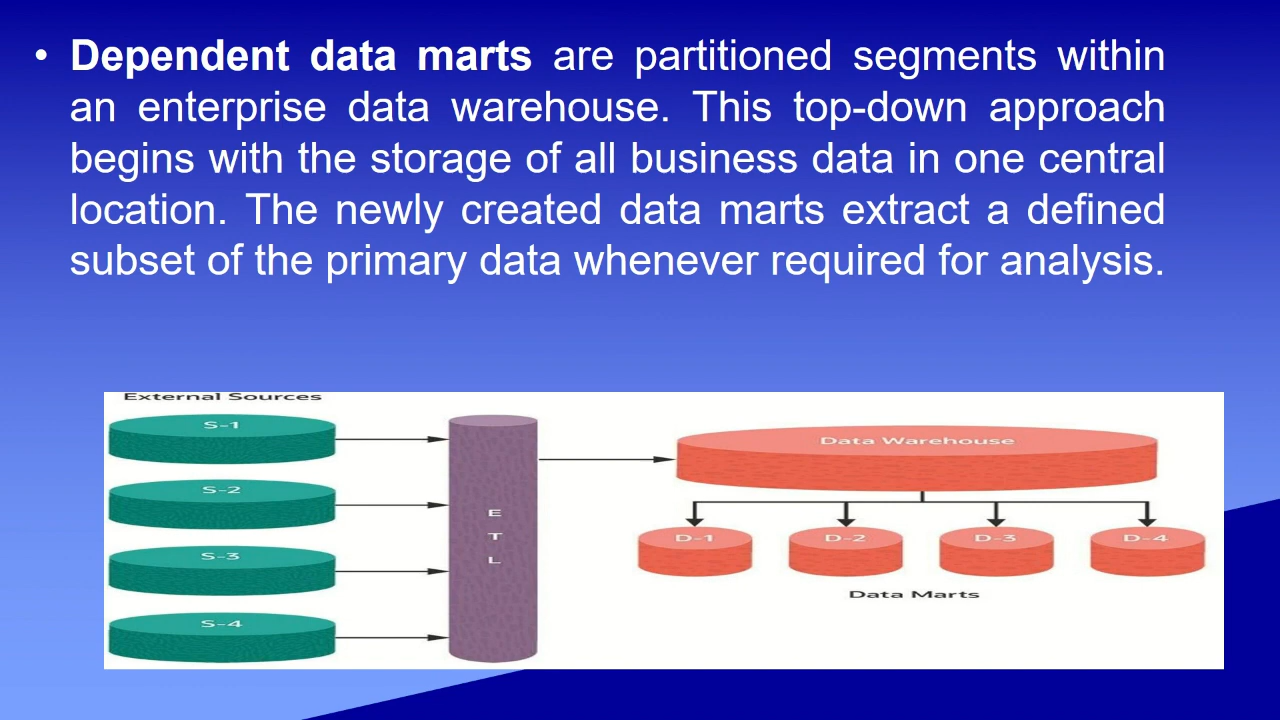 • Dependent data marts are partitioned segments within
an enterprise data warehouse. This top-down approach
begins with the storage of all business data in one central
location. The newly created data marts extract a defined
subset of the primary data whenever required for analysis.
External Sources
S-1
S-2
S-3
S-4
E
T
L
Data Warehouse
D-1 D-2 D-3 D-4
Data Marts